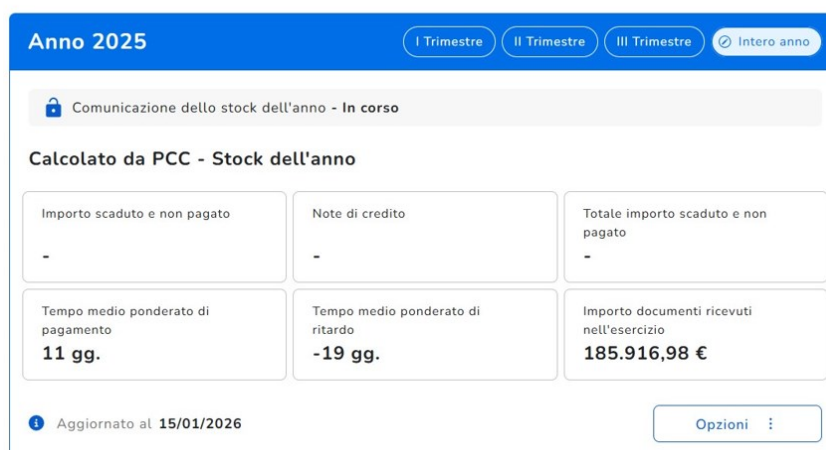 Anno 2025
I Trimestre
II Trimestre
III Trimestre
Intero anno
Comunicazione dello stock dell'anno - In corso
Calcolato da PCC - Stock dell'anno
Importo scaduto e non pagato
-
Note di credito
-
Totale importo scaduto e non
pagato
-
Tempo medio ponderato di
pagamento
11 gg.
Tempo medio ponderato di
ritardo
-19 gg.
Importo documenti ricevuti
nell'esercizio
185.916,98 €
Aggiornato al 15/01/2026
Opzioni